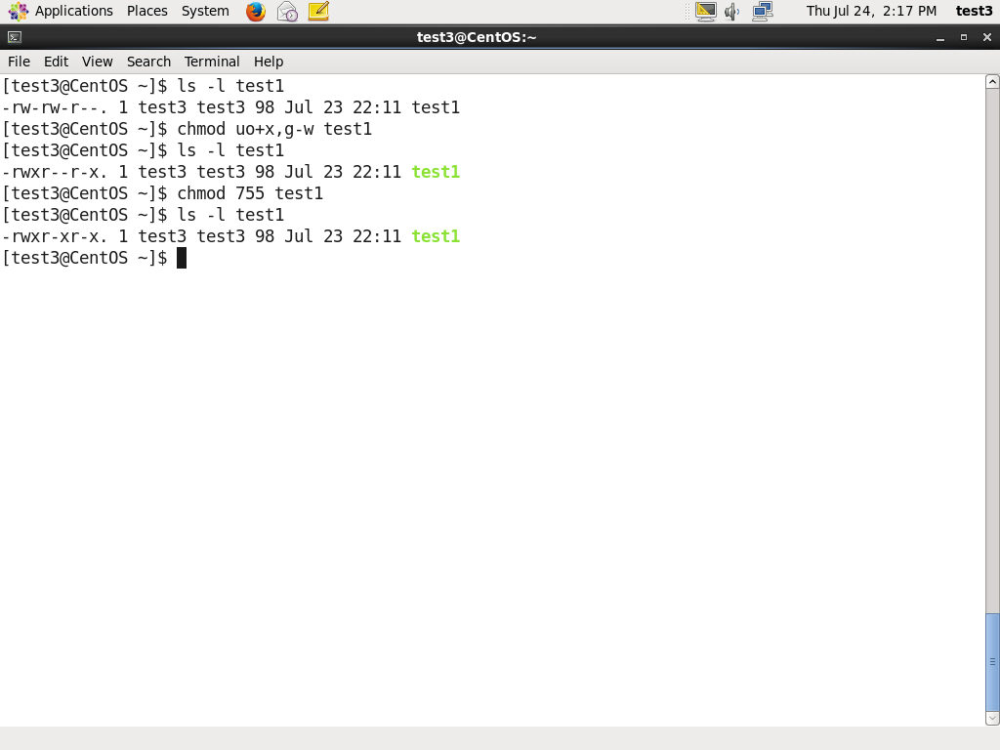 Applications Places System Thu Jul 24, 2:17 PM test3
test3@CentOS:~
File Edit View Search Terminal Help
[test3@CentOS ~]$ ls -l test1
-rw-rw-r--. 1 test3 test3 98 Jul 23 22:11 test1
[test3@CentOS ~]$ chmod uo+x,g-w test1
[test3@CentOS ~]$ ls -l test1
-rwxr--r-x. 1 test3 test3 98 Jul 23 22:11 test1
[test3@CentOS ~]$ chmod 755 test1
[test3@CentOS ~]$ ls -l test1
-rwxr-xr-x. 1 test3 test3 98 Jul 23 22:11 test1
[test3@CentOS ~]$